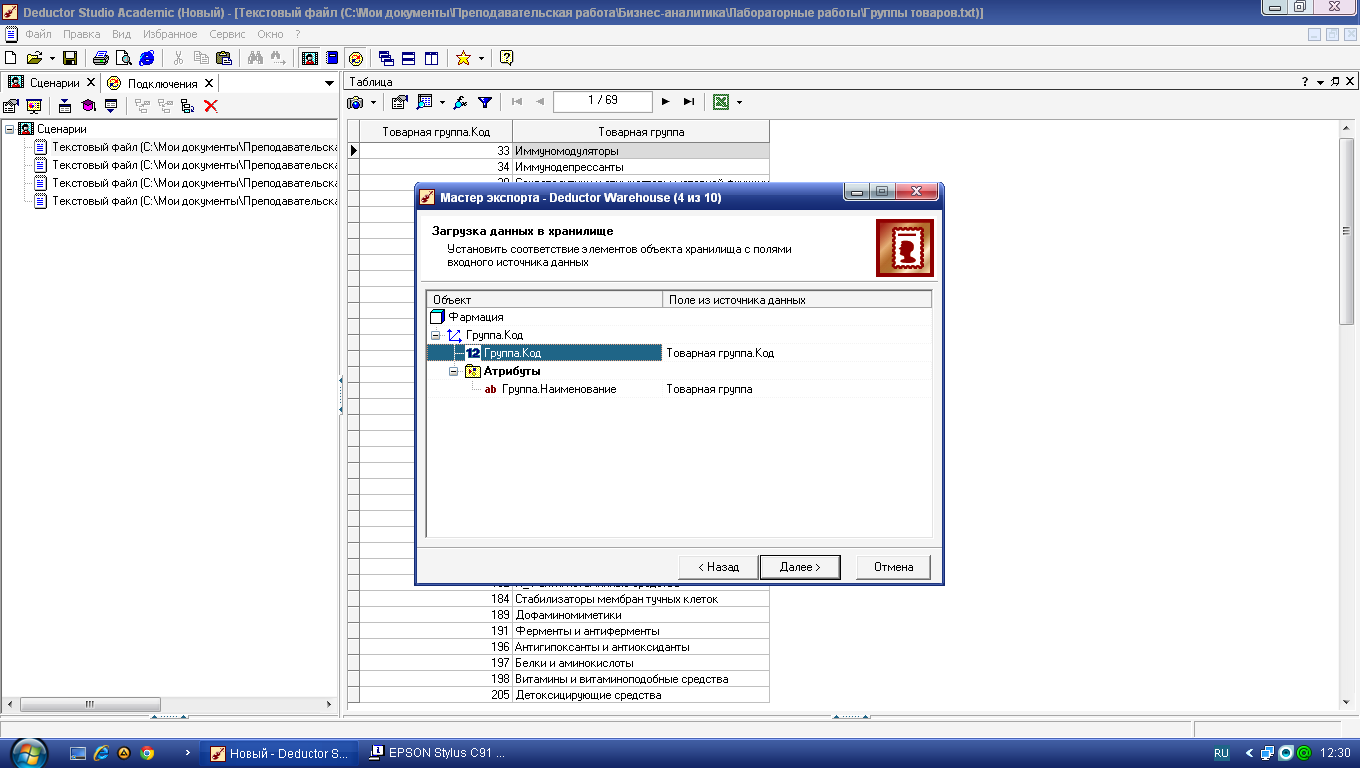 Deductor Studio Academic (Новый) - [Текстовый файл (C:\Мои документы\Преподавательская работа\Бизнес-аналитика\Лабораторные работы\Группы товаров.txt)]
Файл Правка Вид Избранное Сервис Окно ?
Сценарии Подключения
Таблица
1 / 69
Сценарии
Текстовый файл (C:\Мои документы\Преподавательска
Текстовый файл (C:\Мои документы\Преподавательска
Текстовый файл (C:\Мои документы\Преподавательска
Текстовый файл (C:\Мои документы\Преподавательска
Товарная группа.Код Товарная группа
33 Иммуномодуляторы
34 Иммунодепрессанты
Мастер экспорта - Deductor Warehouse (4 из 10)
Загрузка данных в хранилище
Установить соответствие элементов объекта хранилища с полями
входного источника данных
Объект Поле из источника данных
Фармация
Группа.Код
12 Группа.Код Товарная группа.Код
Атрибуты
ab Группа.Наименование Товарная группа
< Назад Далее > Отмена
184 Стабилизаторы мембран тучных клеток
189 Дофаминомиметики
191 Ферменты и антиферменты
196 Антигипоксанты и антиоксиданты
197 Белки и аминокислоты
198 Витамины и витаминоподобные средства
205 Детоксицирующие средства
Новый - Deductor S... EPSON Stylus C91 ... RU 12:30